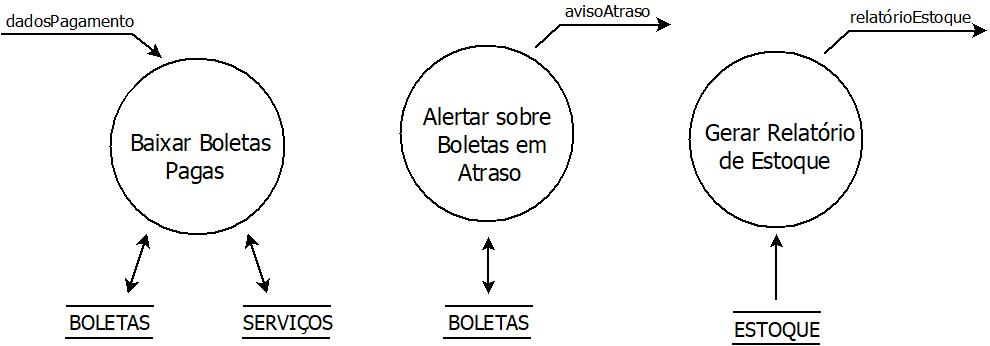 dadosPagamento
Baixar Boletas
Pagas
BOLETAS
SERVIÇOS
avisoAtraso
Alertar sobre
Boletas em
Atraso
BOLETAS
relatórioEstoque
Gerar Relatório
de Estoque
ESTOQUE